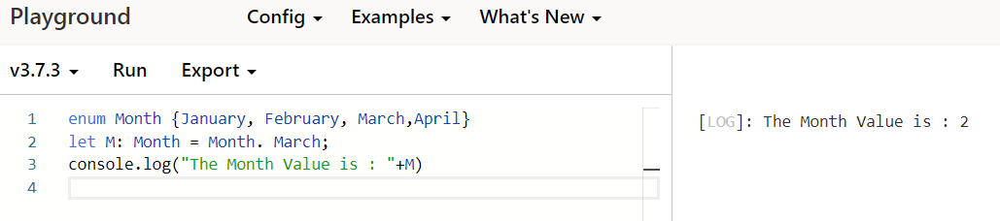 Playground Config Examples What's New
v3.7.3 Run Export
1 enum Month {January, February, March,April}
2 let M: Month = Month. March;
3 console.log("The Month Value is : "+M)
4
[LOG]: The Month Value is : 2